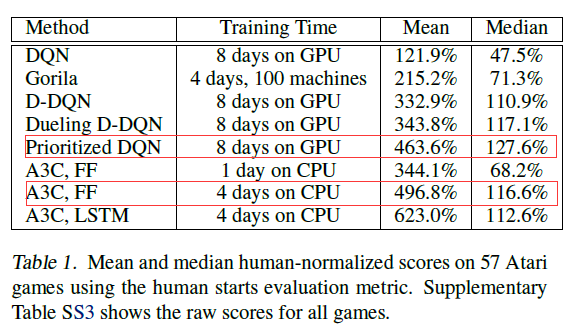 Method Training Time Mean Median
DQN 8 days on GPU 121.9% 47.5%
Gorila 4 days, 100 machines 215.2% 71.3%
D-DQN 8 days on GPU 332.9% 110.9%
Dueling D-DQN 8 days on GPU 343.8% 117.1%
Prioritized DQN 8 days on GPU 463.6% 127.6%
A3C, FF 1 day on CPU 344.1% 68.2%
A3C, FF 4 days on CPU 496.8% 116.6%
A3C, LSTM 4 days on CPU 623.0% 112.6%
Table 1. Mean and median human-normalized scores on 57 Atari
games using the human starts evaluation metric. Supplementary
Table SS3 shows the raw scores for all games.